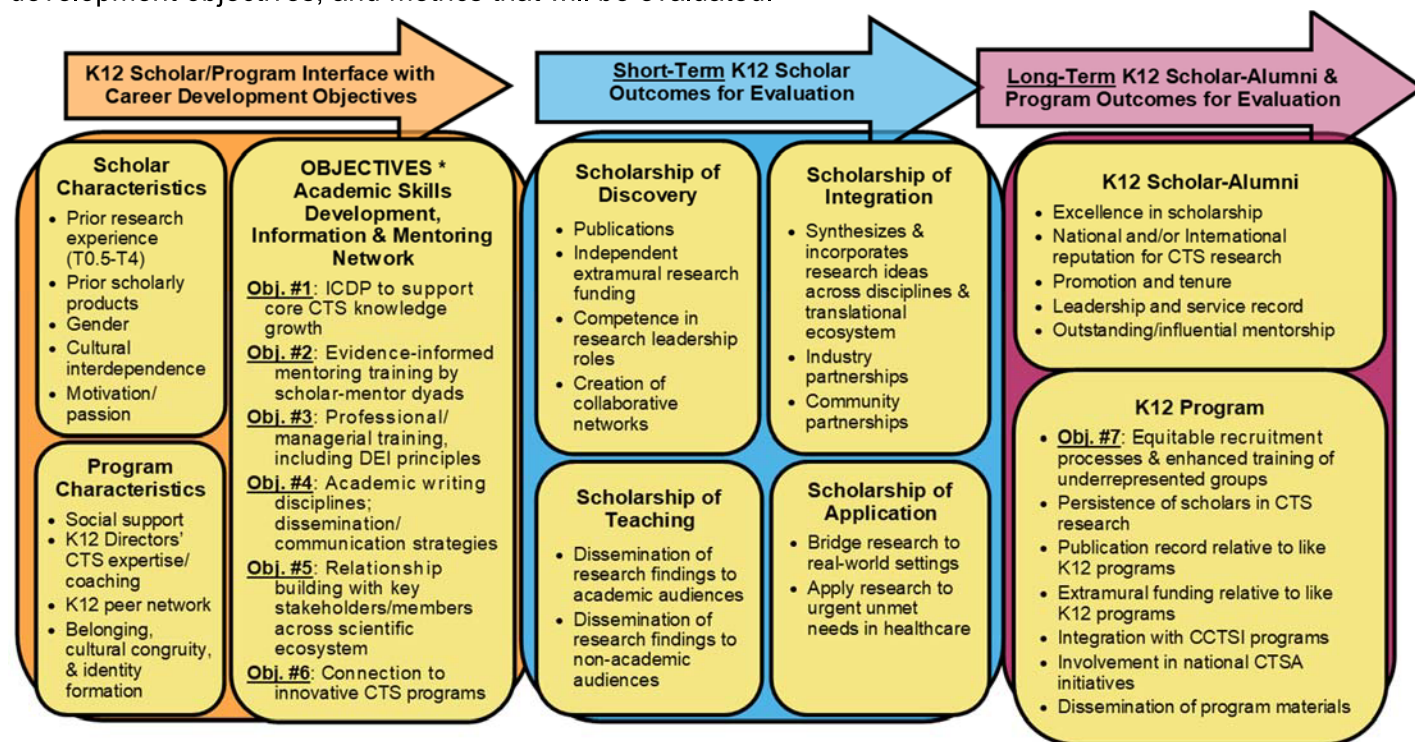 development objectives, and metrics that will be evaluated.
K12 Scholar/Program Interface with
Career Development Objectives
Short-Term K12 Scholar
Outcomes for Evaluation
Long-Term K12 Scholar-Alumni &
Program Outcomes for Evaluation
Scholar
Characteristics
• Prior research
experience
(T0.5-T4)
• Prior scholarly
products
• Gender
• Cultural
interdependence
• Motivation/
passion
Program
Characteristics
• Social support
• K12 Directors'
CTS expertise/
coaching
• K12 peer network
• Belonging,
cultural congruity,
& identity
formation
OBJECTIVES *
Academic Skills
Development,
Information & Mentoring
Network
Obj. #1: ICDP to support
core CTS knowledge
growth
Obj. #2: Evidence-informed
mentoring training by
scholar-mentor dyads
Obj. #3: Professional/
managerial training,
including DEI principles
Obj. #4: Academic writing
disciplines;
dissemination/
communication strategies
Obj. #5: Relationship
building with key
stakeholders/members
across scientific
ecosystem
Obj. #6: Connection to
innovative CTS programs
Scholarship of
Discovery
• Publications
• Independent
extramural research
funding
• Competence in
research leadership
roles
• Creation of
collaborative
networks
Scholarship of
Integration
• Synthesizes &
incorporates
research ideas
across disciplines &
translational
ecosystem
• Industry
partnerships
• Community
partnerships
Scholarship of
Teaching
• Dissemination of
research findings to
academic audiences
• Dissemination of
research findings to
non-academic
audiences
Scholarship of
Application
• Bridge research to
real-world settings
• Apply research to
urgent unmet
needs in healthcare
K12 Scholar-Alumni
• Excellence in scholarship
• National and/or International
reputation for CTS research
• Promotion and tenure
• Leadership and service record
• Outstanding/influential mentorship
K12 Program
• Obj. #7: Equitable recruitment
processes & enhanced training of
underrepresented groups
• Persistence of scholars in CTS
research
• Publication record relative to like
K12 programs
• Extramural funding relative to like
K12 programs
• Integration with CCTSI programs
• Involvement in national CTSA
initiatives
• Dissemination of program materials